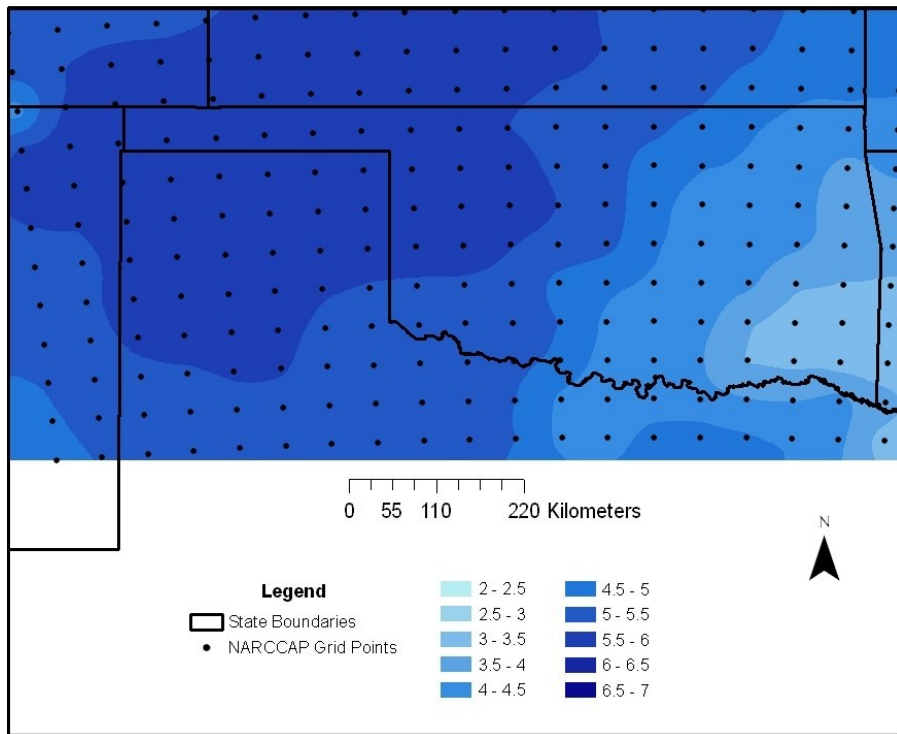 0 55 110 220 Kilometers
N
Legend
State Boundaries
NARCCAP Grid Points
2 - 2.5
2.5 - 3
3 - 3.5
3.5 - 4
4 - 4.5
4.5 - 5
5 - 5.5
5.5 - 6
6 - 6.5
6.5 - 7